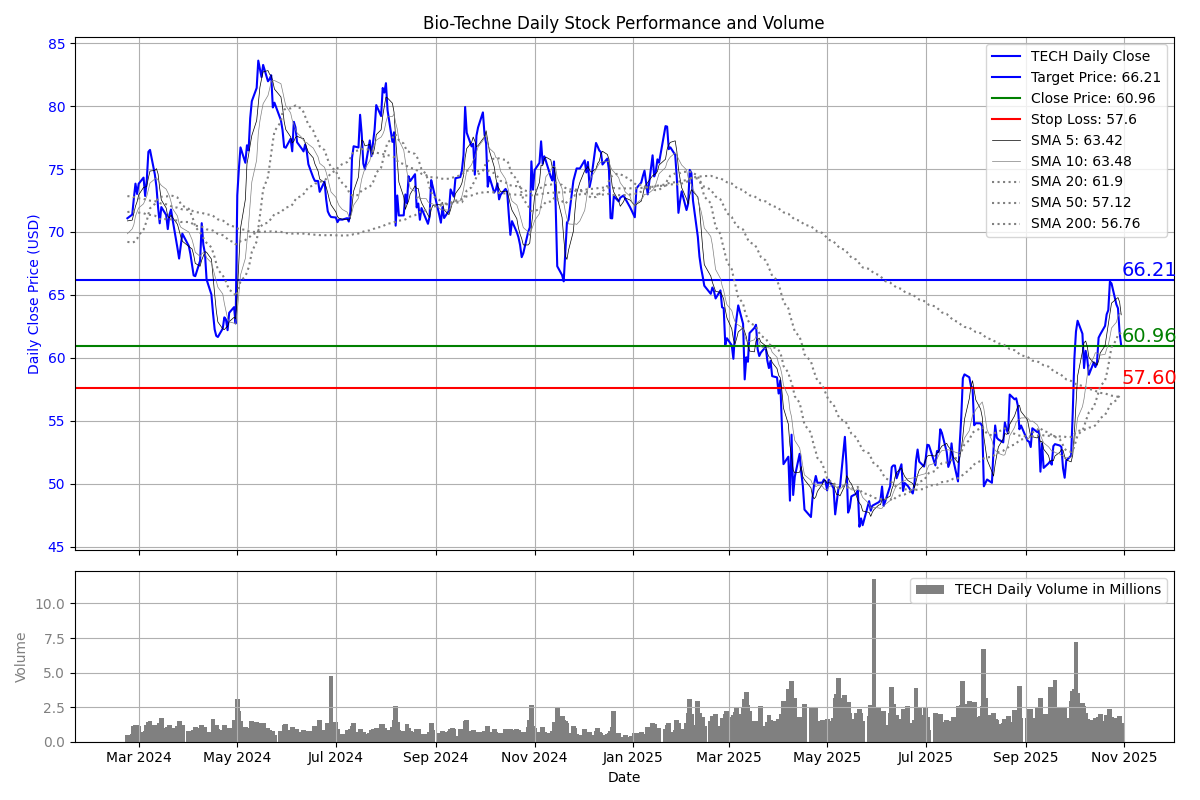 Bio-Techne Daily Stock Performance and Volume
Daily Close Price (USD)
85
80
75
70
65
60
55
50
45
TECH Daily Close
Target Price: 66.21
Close Price: 60.96
Stop Loss: 57.6
SMA 5: 63.42
SMA 10: 63.48
SMA 20: 61.9
SMA 50: 57.12
SMA 200: 56.76
66.21
60.96
57.60
Volume
10.0
7.5
5.0
2.5
0.0
TECH Daily Volume in Millions
Mar 2024
May 2024
Jul 2024
Sep 2024
Nov 2024
Jan 2025
Mar 2025
May 2025
Jul 2025
Sep 2025
Nov 2025
Date